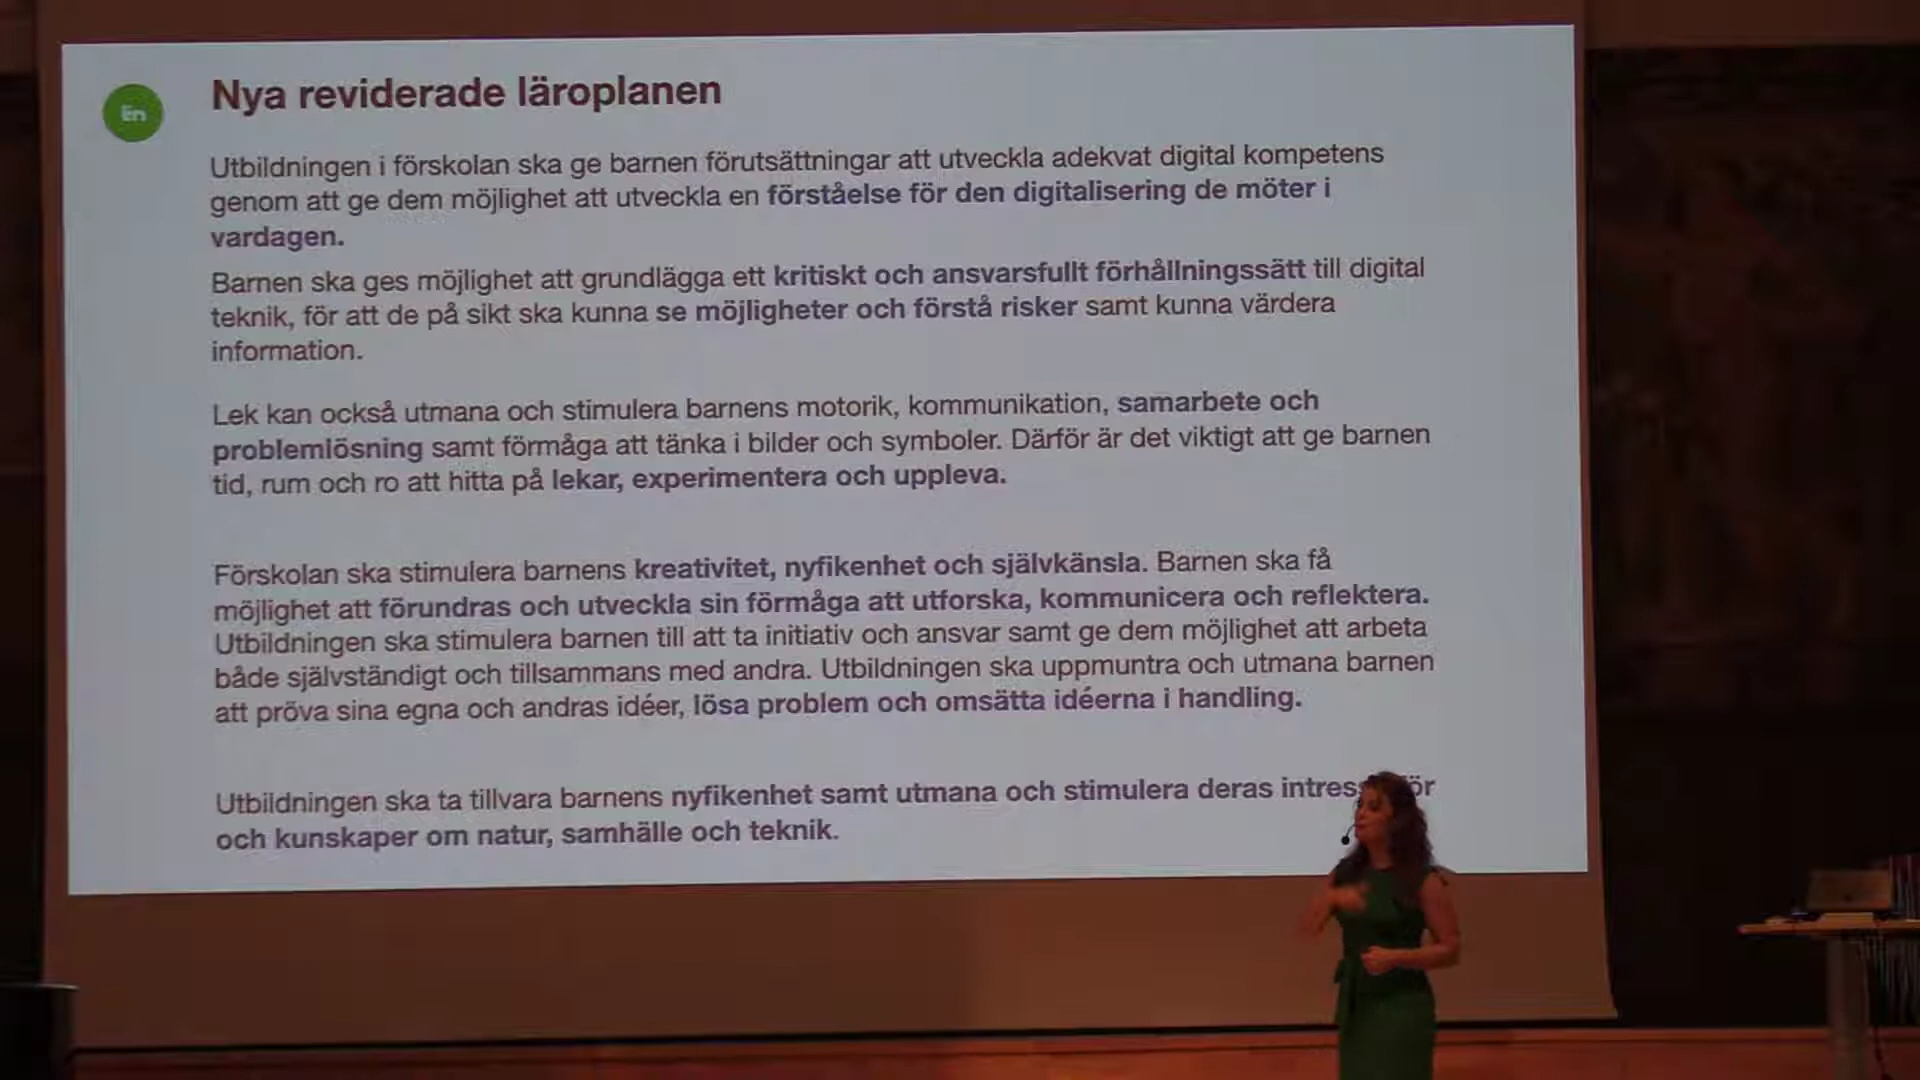 En
Nya reviderade läroplanen
Utbildningen i förskolan ska ge barnen förutsättningar att utveckla adekvat digital kompetens
genom att ge dem möjlighet att utveckla en förståelse för den digitalisering de möter i
vardagen.
Barnen ska ges möjlighet att grundlägga ett kritiskt och ansvarsfullt förhållningssätt till digital
teknik, för att de på sikt ska kunna se möjligheter och förstå risker samt kunna värdera
information.
Lek kan också utmana och stimulera barnens motorik, kommunikation, samarbete och
problemlösning samt förmåga att tänka i bilder och symboler. Därför är det viktigt att ge barnen
tid, rum och ro att hitta på lekar, experimentera och uppleva.
Förskolan ska stimulera barnens kreativitet, nyfikenhet och självkänsla. Barnen ska få
möjlighet att förundras och utveckla sin förmåga att utforska, kommunicera och reflektera.
Utbildningen ska stimulera barnen till att ta initiativ och ansvar samt ge dem möjlighet att arbeta
både självständigt och tillsammans med andra. Utbildningen ska uppmuntra och utmana barnen
att pröva sina egna och andras idéer, lösa problem och omsätta idéerna i handling.
Utbildningen ska ta tillvara barnens nyfikenhet samt utmana och stimulera deras
och kunskaper om natur, samhälle och teknik.